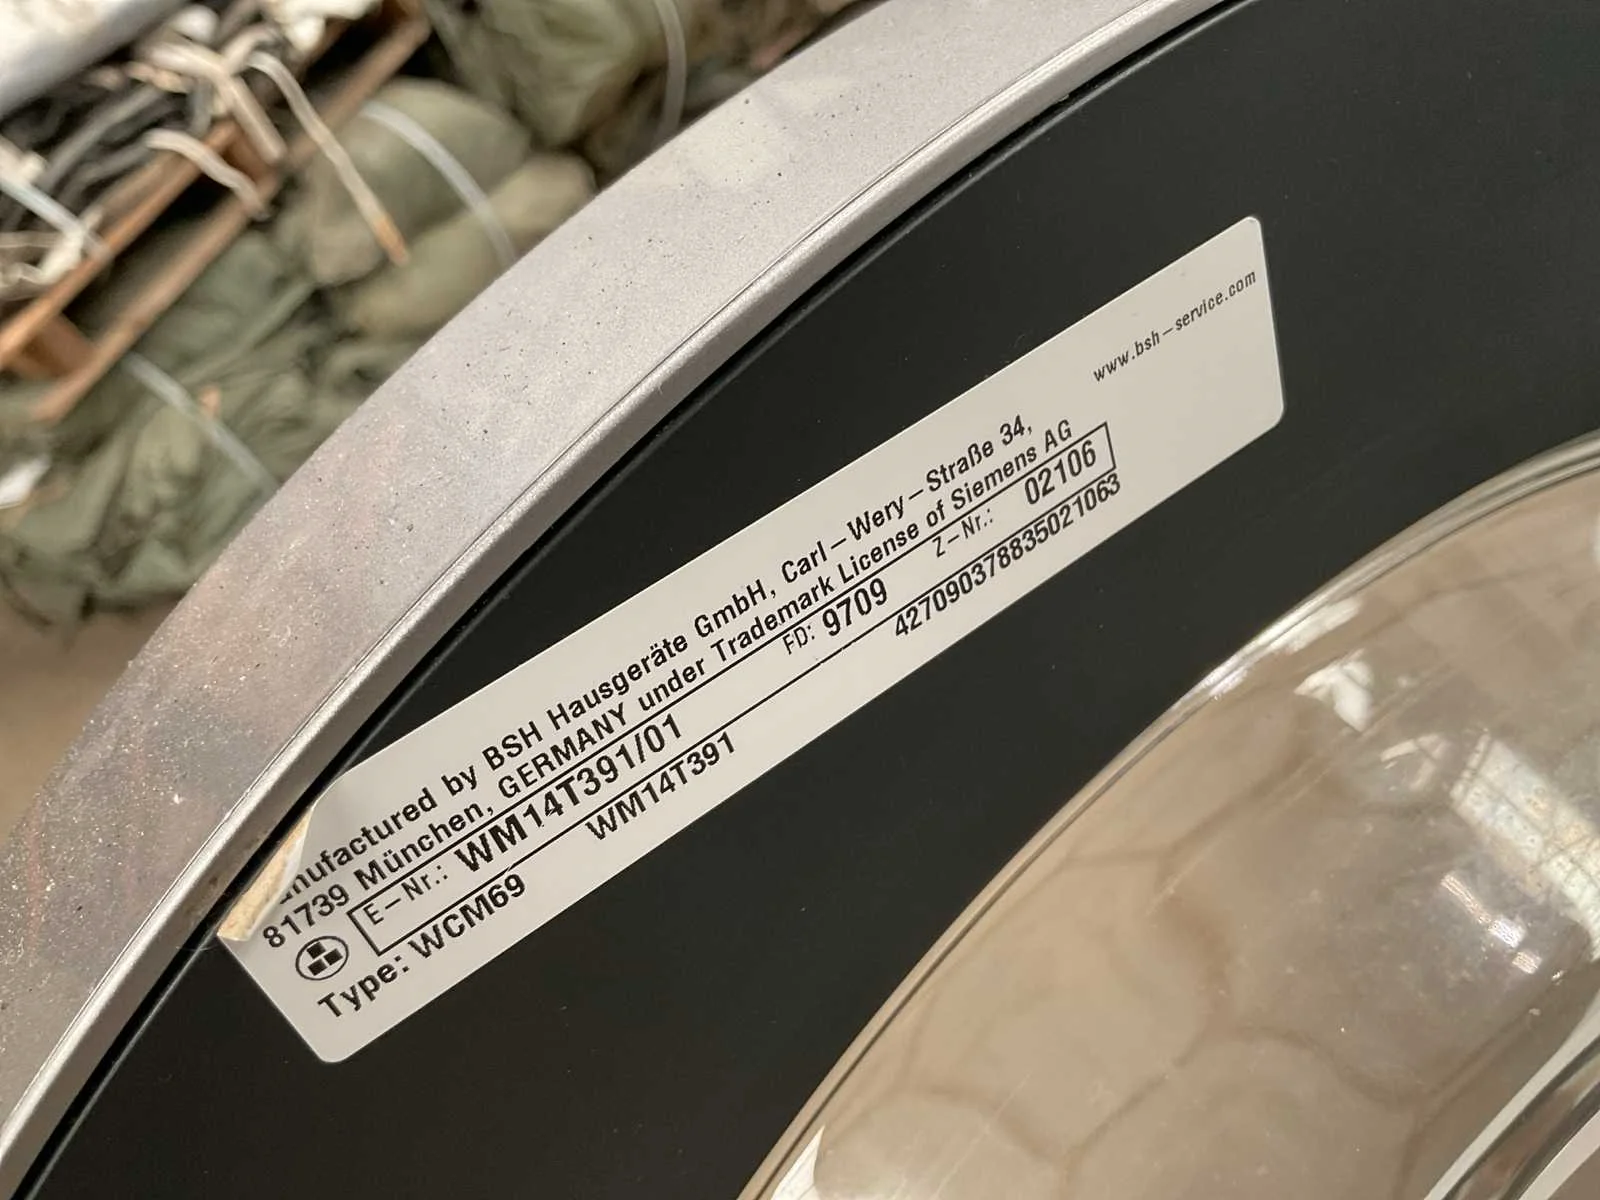 www.bsh-service.com
Manufactured by BSH Hausgeräte GmbH, Carl-Wery-Straße 34,
81739 München, GERMANY under Trademark License of Siemens AG
E-Nr.: WM14T391/01 FD: 9709 Z-Nr.: 02106
Type: WCM69 WM14T391 427090378835021063